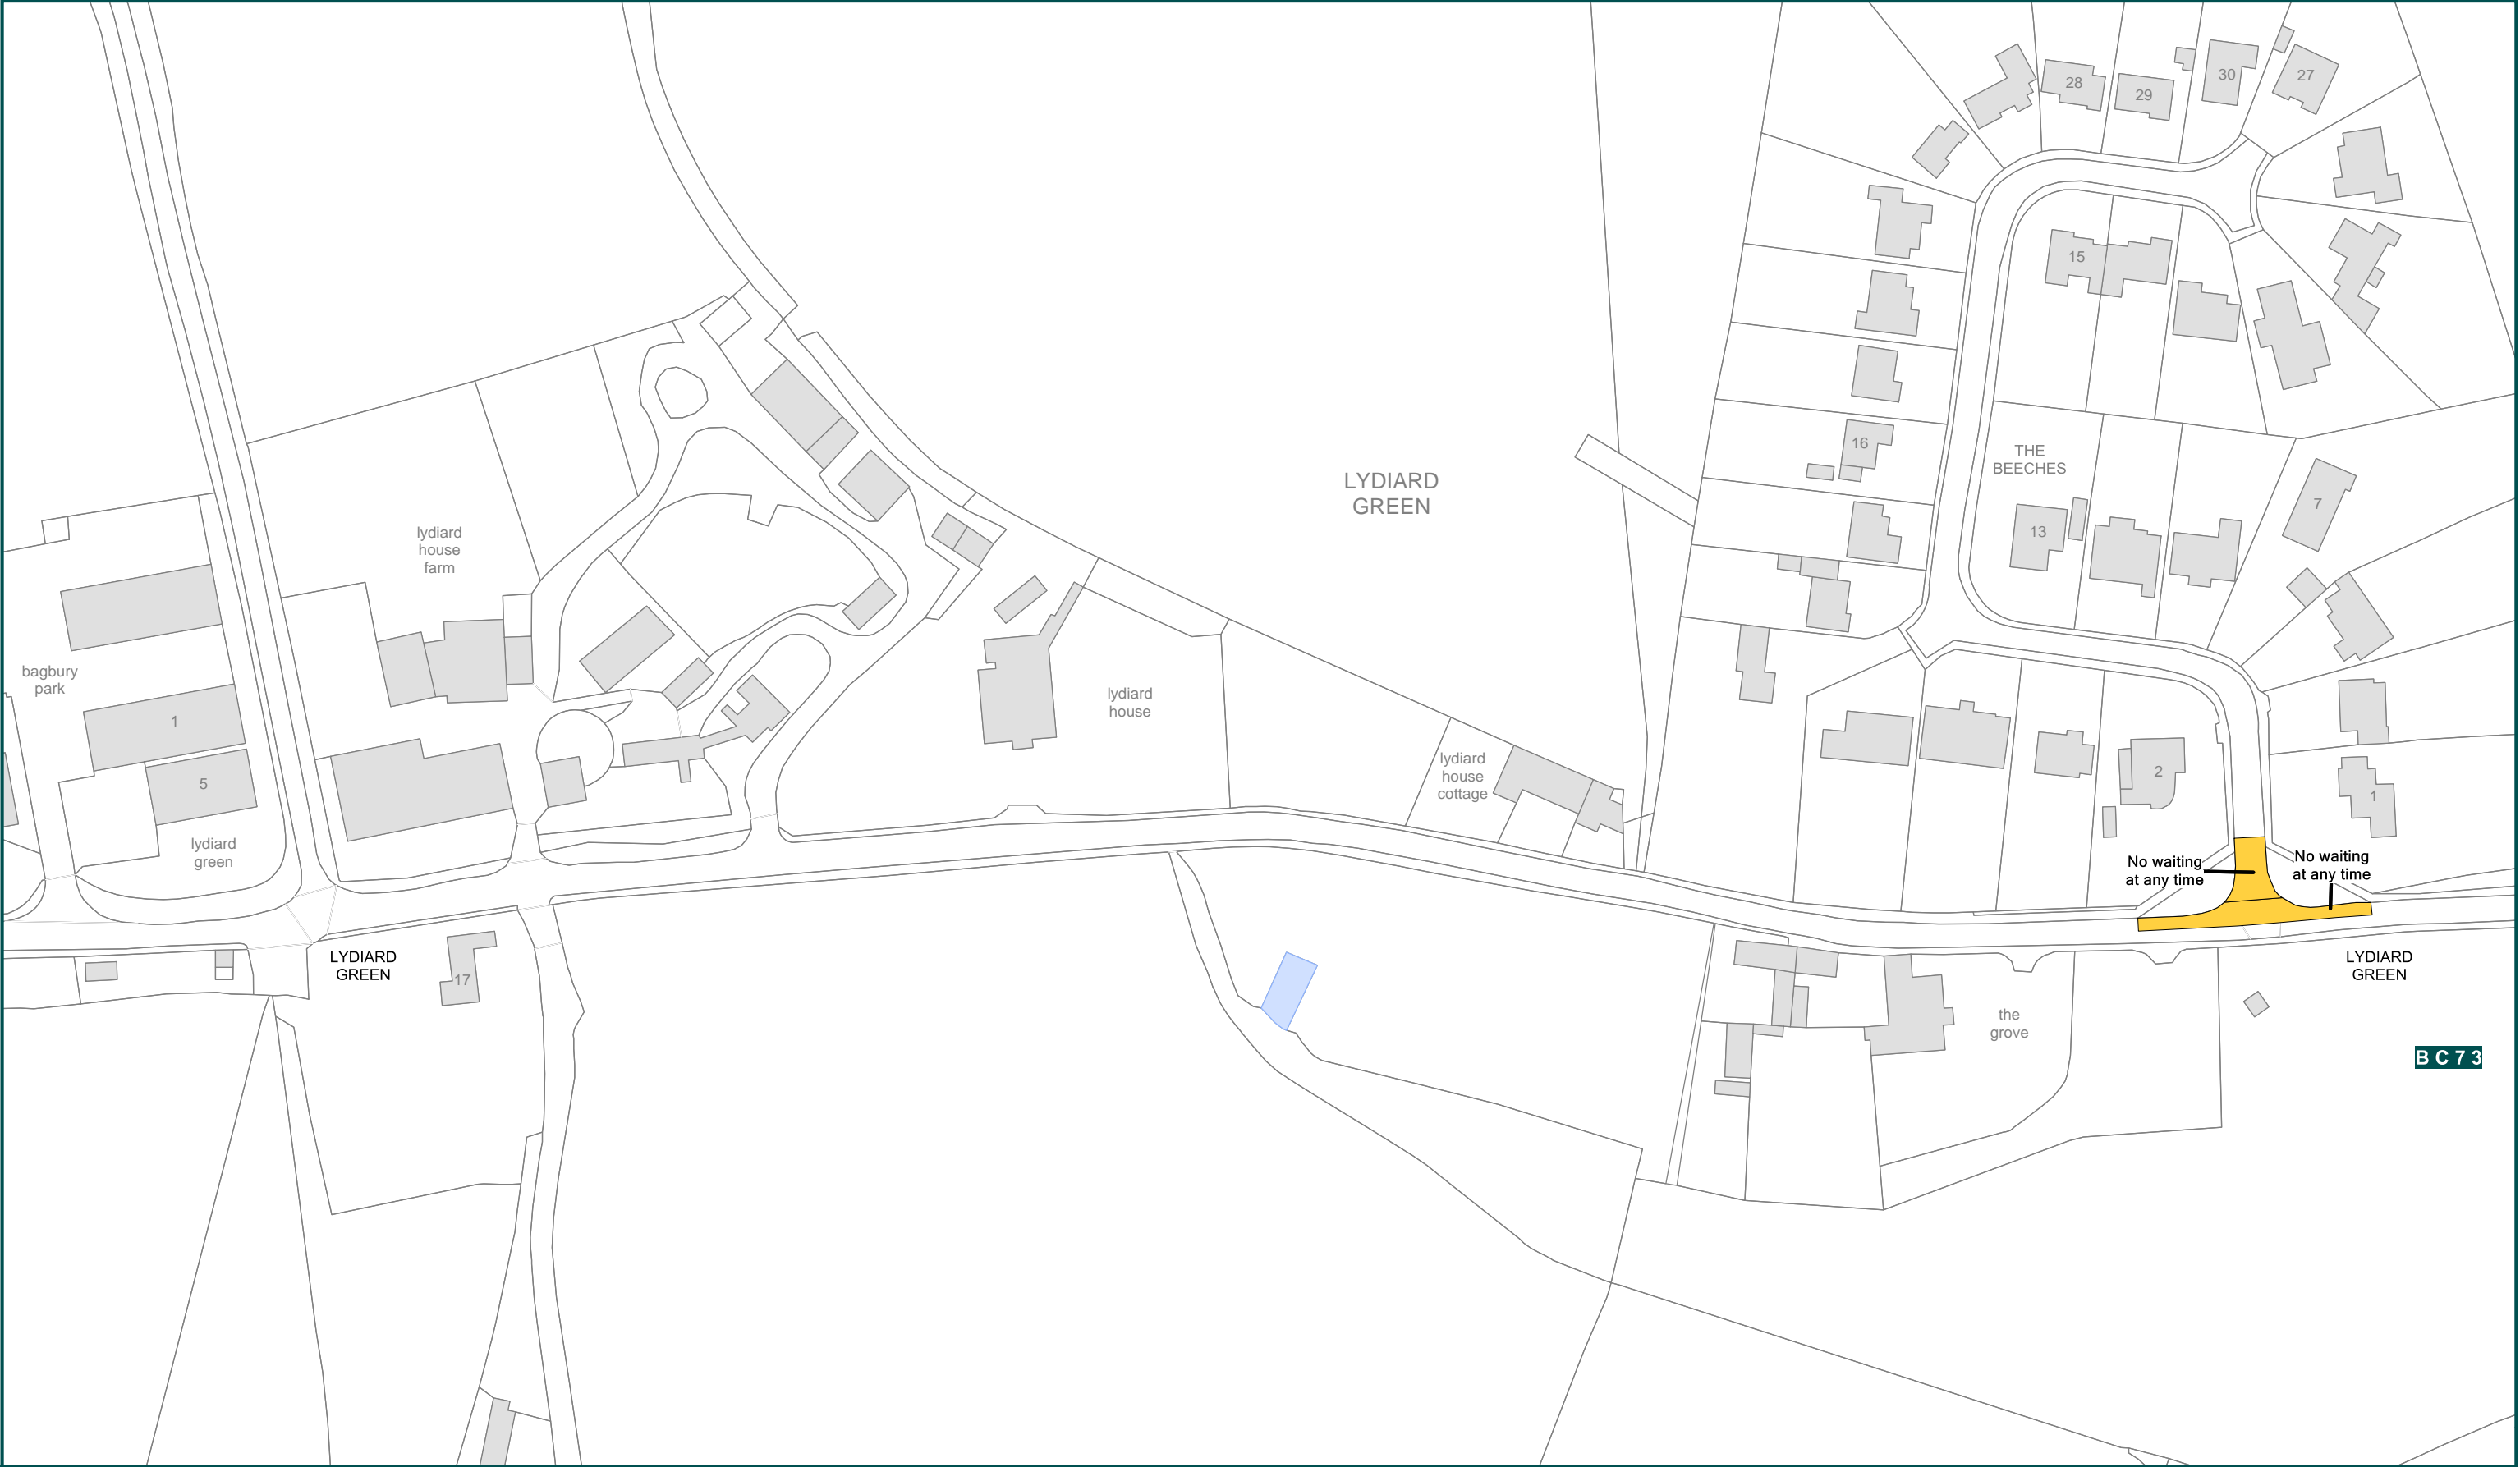 28
29
30
27
15
16
THE
BEECHES
13
7
LYDIARD
GREEN
lydiard
house
farm
bagbury
park
1
5
lydiard
green
lydiard
house
lydiard
house
cottage
2
1
No waiting
at any time
No waiting
at any time
LYDIARD
GREEN
17
LYDIARD
GREEN
the
grove
BC73